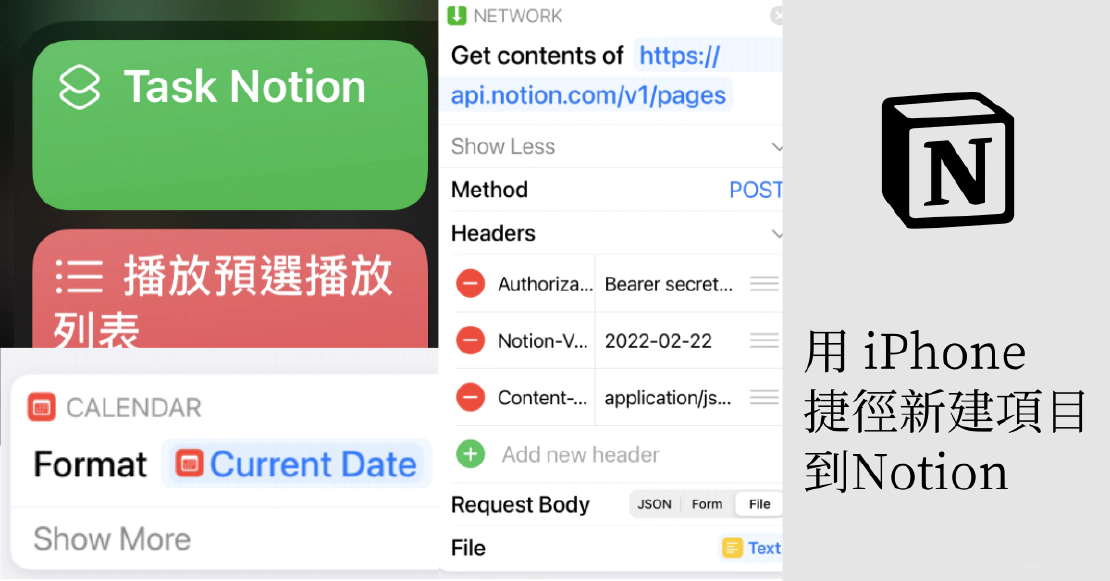 Task Notion
播放預選播放
列表
CALENDAR
Format Current Date
Show More
NETWORK
Get contents of https://
api.notion.com/v1/pages
Show Less
Method POST
Headers
Authoriza... Bearer secret...
Notion-V... 2022-02-22
Content-... application/js...
Add new header
Request Body JSON Form File
File Text
N
用 iPhone
捷徑新建項目
到Notion